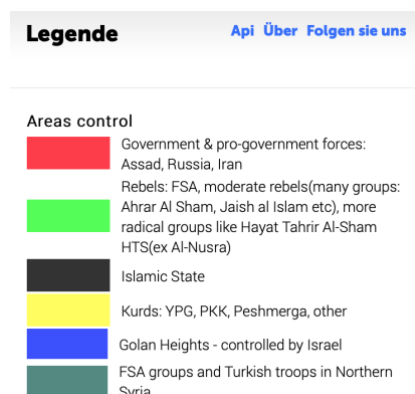 Legende
Api Über Folgen sie uns
Areas control
Government & pro-government forces:
Assad, Russia, Iran
Rebels: FSA, moderate rebels(many groups:
Ahrar Al Sham, Jaish al Islam etc), more
radical groups like Hayat Tahrir Al-Sham
HTS(ex Al-Nusra)
Islamic State
Kurds: YPG, PKK, Peshmerga, other
Golan Heights - controlled by Israel
FSA groups and Turkish troops in Northern
Syria